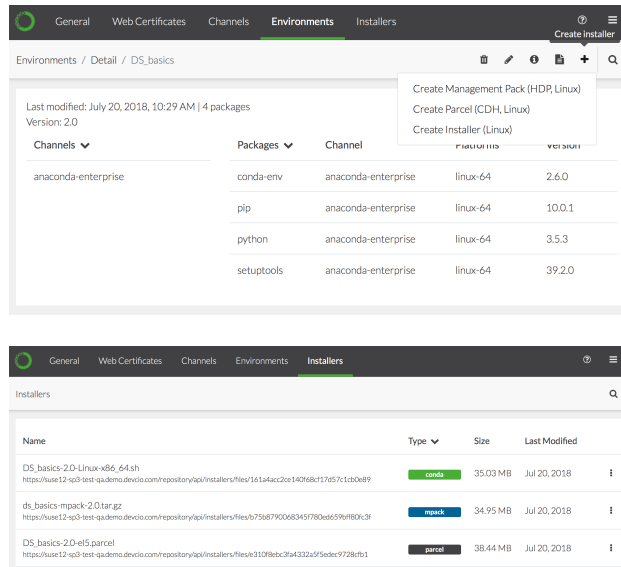 General Web Certificates Channels Environments Installers
Create installer
Environments / Detail / DS_basics
Create Management Pack (HDP, Linux)
Create Parcel (CDH, Linux)
Create Installer (Linux)
Last modified: July 20, 2018, 10:29 AM | 4 packages
Version: 2.0
Channels Packages Channel Platforms Version
anaconda-enterprise conda-env anaconda-enterprise linux-64 2.6.0
pip anaconda-enterprise linux-64 10.0.1
python anaconda-enterprise linux-64 3.5.3
setuptools anaconda-enterprise linux-64 39.2.0
General Web Certificates Channels Environments Installers
Installers
Name Type Size Last Modified
DS_basics-2.0-Linux-x86_64.sh conda 35.03 MB Jul 20, 2018
https://suse12-sp3-test-qa.demo.devcio.com/repository/api/installers/files/161a4acc2ce140f68cf17d57c1cb0e89
ds_basics-mpack-2.0.tar.gz mpack 34.95 MB Jul 20, 2018
https://suse12-sp3-test-qa.demo.devcio.com/repository/api/installers/files/b75b8790068345f780ed659bff80fc3f
DS_basics-2.0-el5.parcel parcel 38.44 MB Jul 20, 2018
https://suse12-sp3-test-qa.demo.devcio.com/repository/api/installers/files/e310f8ebc3fa4332a5f5edec9728cfb1